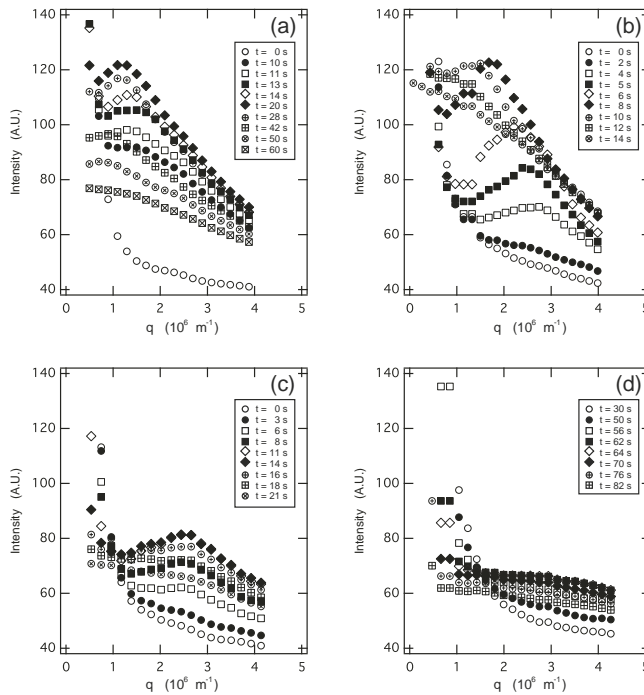 (a)
140
120
100
80
60
40
Intensity (A.U.)
0 1 2 3 4 5
q (10⁶ m⁻¹)
t = 0 s
t = 10 s
t = 11 s
t = 13 s
t = 14 s
t = 20 s
t = 28 s
t = 42 s
t = 50 s
t = 60 s
(b)
140
120
100
80
60
40
Intensity (A.U.)
0 1 2 3 4 5
q (10⁶ m⁻¹)
t = 0 s
t = 2 s
t = 4 s
t = 5 s
t = 6 s
t = 8 s
t = 10 s
t = 12 s
t = 14 s
(c)
140
120
100
80
60
40
Intensity (A.U.)
0 1 2 3 4 5
q (10⁶ m⁻¹)
t = 0 s
t = 3 s
t = 6 s
t = 8 s
t = 11 s
t = 14 s
t = 16 s
t = 18 s
t = 21 s
(d)
140
120
100
80
60
40
Intensity (A.U.)
0 1 2 3 4 5
q (10⁶ m⁻¹)
t = 30 s
t = 50 s
t = 56 s
t = 62 s
t = 64 s
t = 70 s
t = 76 s
t = 82 s